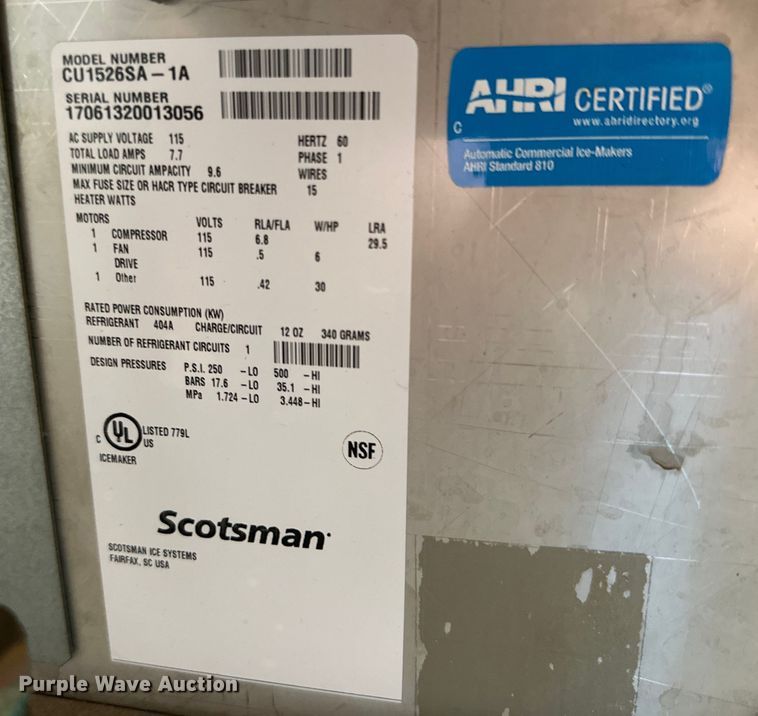 MODEL NUMBER
CU1526SA-1A
SERIAL NUMBER
17061320013056
AC SUPPLY VOLTAGE 115 HERTZ 60
TOTAL LOAD AMPS 7.7 PHASE 1
MINIMUM CIRCUIT AMPACITY 9.6 WIRES
MAX FUSE SIZE OR HACR TYPE CIRCUIT BREAKER 15
HEATER WATTS
MOTORS VOLTS RLA/FLA W/HP LRA
1 COMPRESSOR 115 6.8 29.5
1 FAN 115 .5 6
DRIVE
1 Other 115 .42 30
RATED POWER CONSUMPTION (KW)
REFRIGERANT 404A CHARGE/CIRCUIT 12 OZ 340 GRAMS
NUMBER OF REFRIGERANT CIRCUITS 1
DESIGN PRESSURES P.S.I. 250 -LO 500 -HI
BARS 17.6 -LO 35.1 -HI
MPa 1.724 -LO 3.448 -HI
C UL US LISTED 779L
ICEMAKER
NSF
Scotsman
SCOTSMAN ICE SYSTEMS
FAIRFAX, SC USA
AHRI CERTIFIED®
www.ahridirectory.org
C
Automatic Commercial Ice-Makers
AHRI Standard 810
Purple Wave Auction